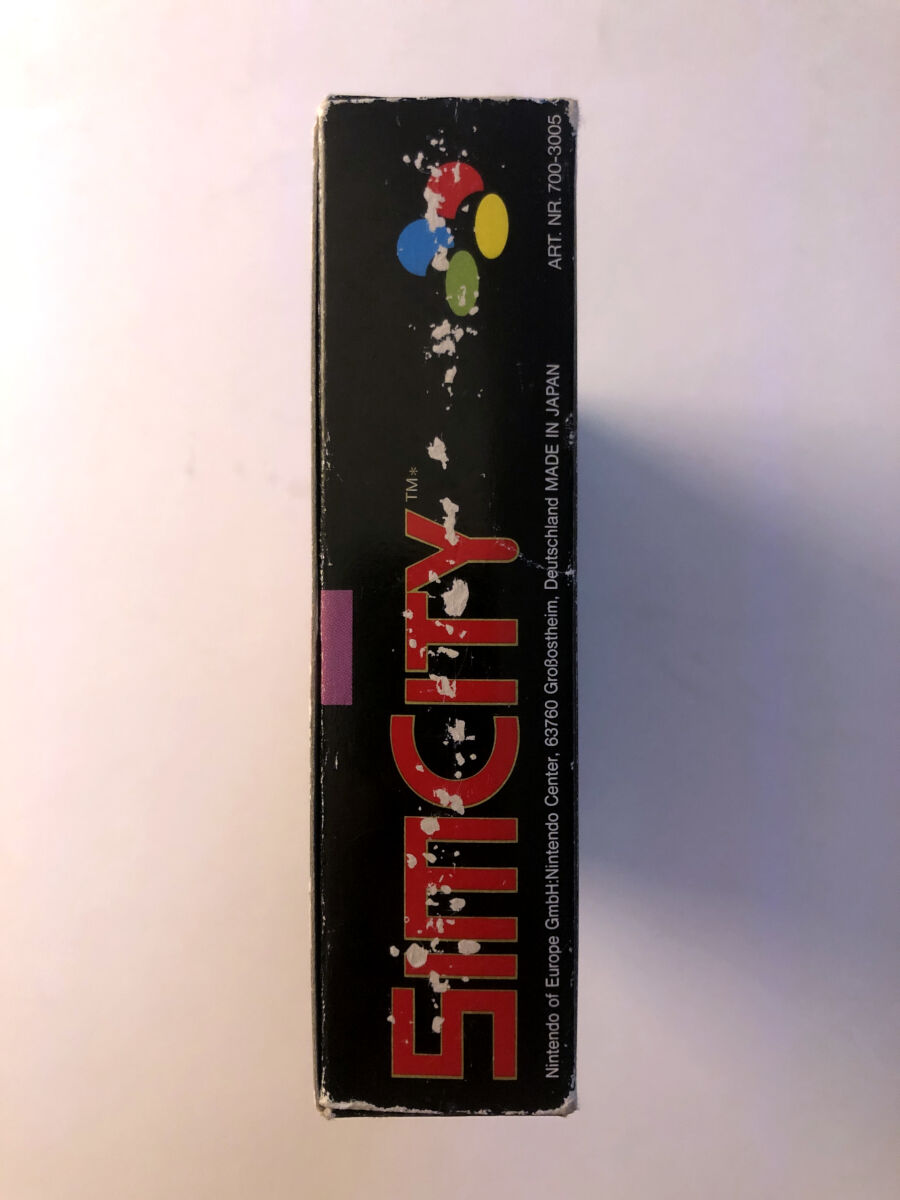 SIMCITY™*
Nintendo of Europe GmbH:Nintendo Center, 63760 Großostheim, Deutschland MADE IN JAPAN
ART. NR. 700-3005